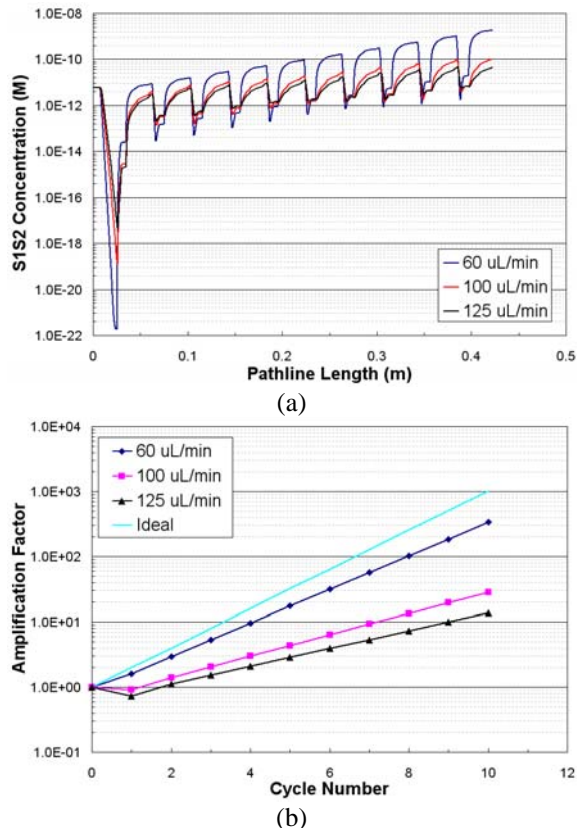 1.0E-08
1.0E-10
1.0E-12
1.0E-14
1.0E-16
1.0E-18
1.0E-20
1.0E-22
S1S2 Concentration (M)
60 uL/min
100 uL/min
125 uL/min
0 0.1 0.2 0.3 0.4 0.5
Pathline Length (m)
(a)
1.0E+04
1.0E+03
1.0E+02
1.0E+01
1.0E+00
1.0E-01
Amplification Factor
60 uL/min
100 uL/min
125 uL/min
Ideal
0 2 4 6 8 10 12
Cycle Number
(b)